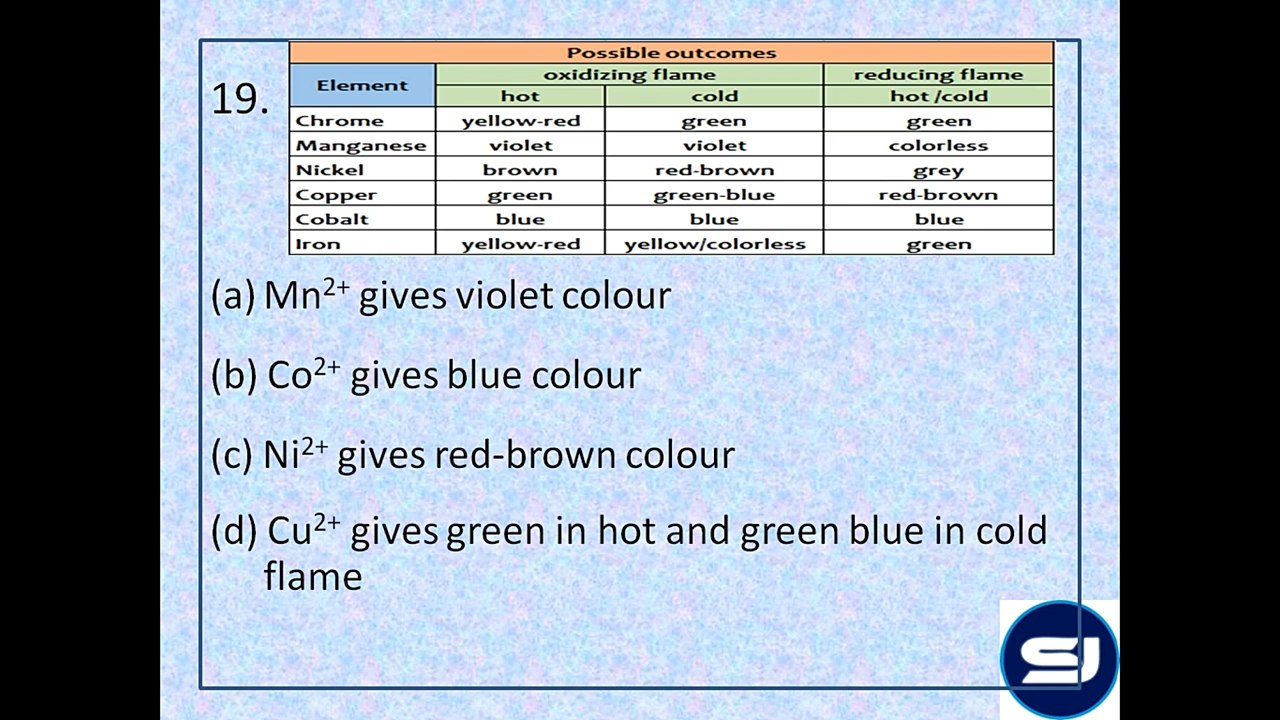 19.
Possible outcomes
Element oxidizing flame reducing flame
hot cold hot /cold
Chrome yellow-red green green
Manganese violet violet colorless
Nickel brown red-brown grey
Copper green green-blue red-brown
Cobalt blue blue blue
Iron yellow-red yellow/colorless green
(a) Mn²⁺ gives violet colour
(b) Co²⁺ gives blue colour
(c) Ni²⁺ gives red-brown colour
(d) Cu²⁺ gives green in hot and green blue in cold
flame
SJ